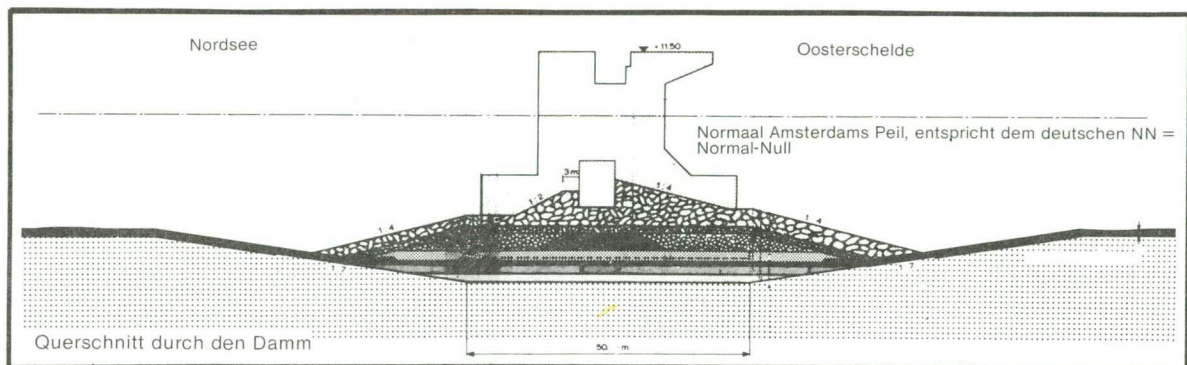 Nordsee
+ 11.50
Oosterschelde
Normaal Amsterdams Peil, entspricht dem deutschen NN =
Normal-Null
3m
1:2
1:4
1:4
1:4
1:7
1:7
Querschnitt durch den Damm
50. m